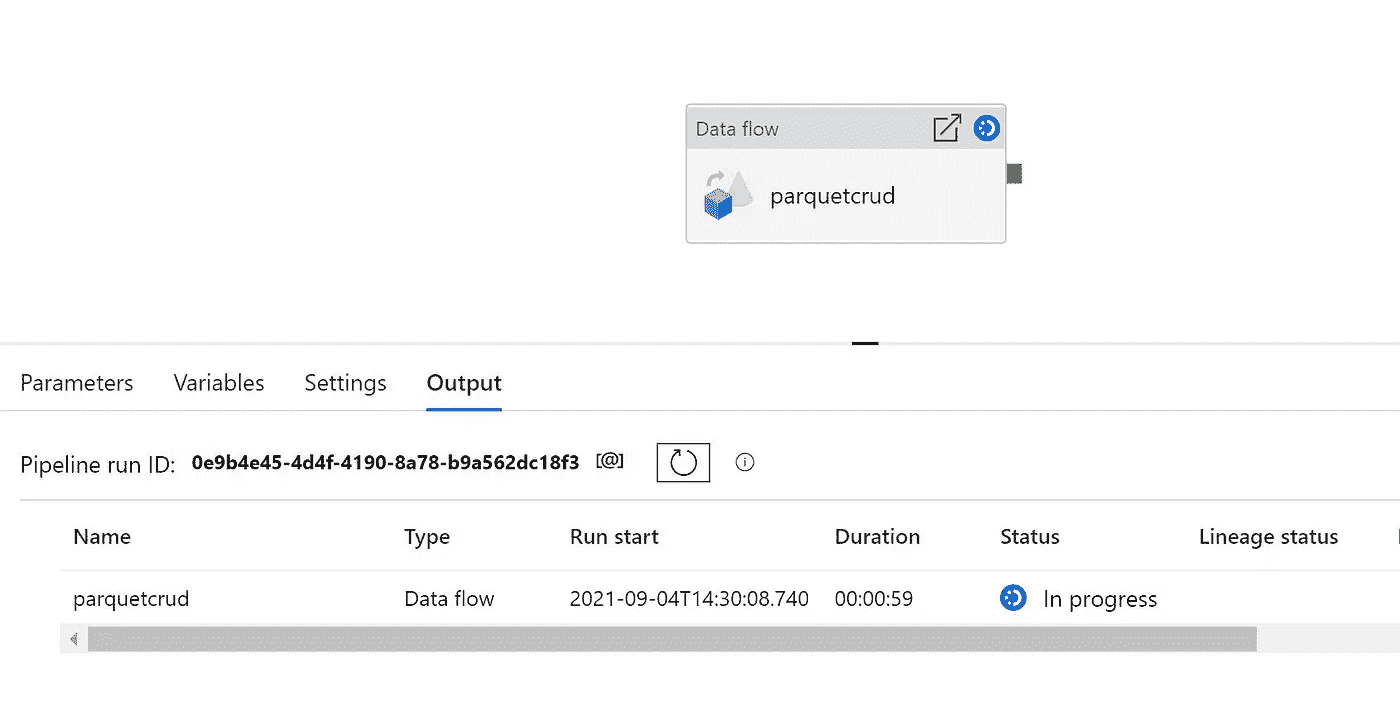 Data flow
parquetcrud
Parameters Variables Settings Output
Pipeline run ID: 0e9b4e45-4d4f-4190-8a78-b9a562dc18f3 [@]
Name Type Run start Duration Status Lineage status
parquetcrud Data flow 2021-09-04T14:30:08.740 00:00:59 In progress